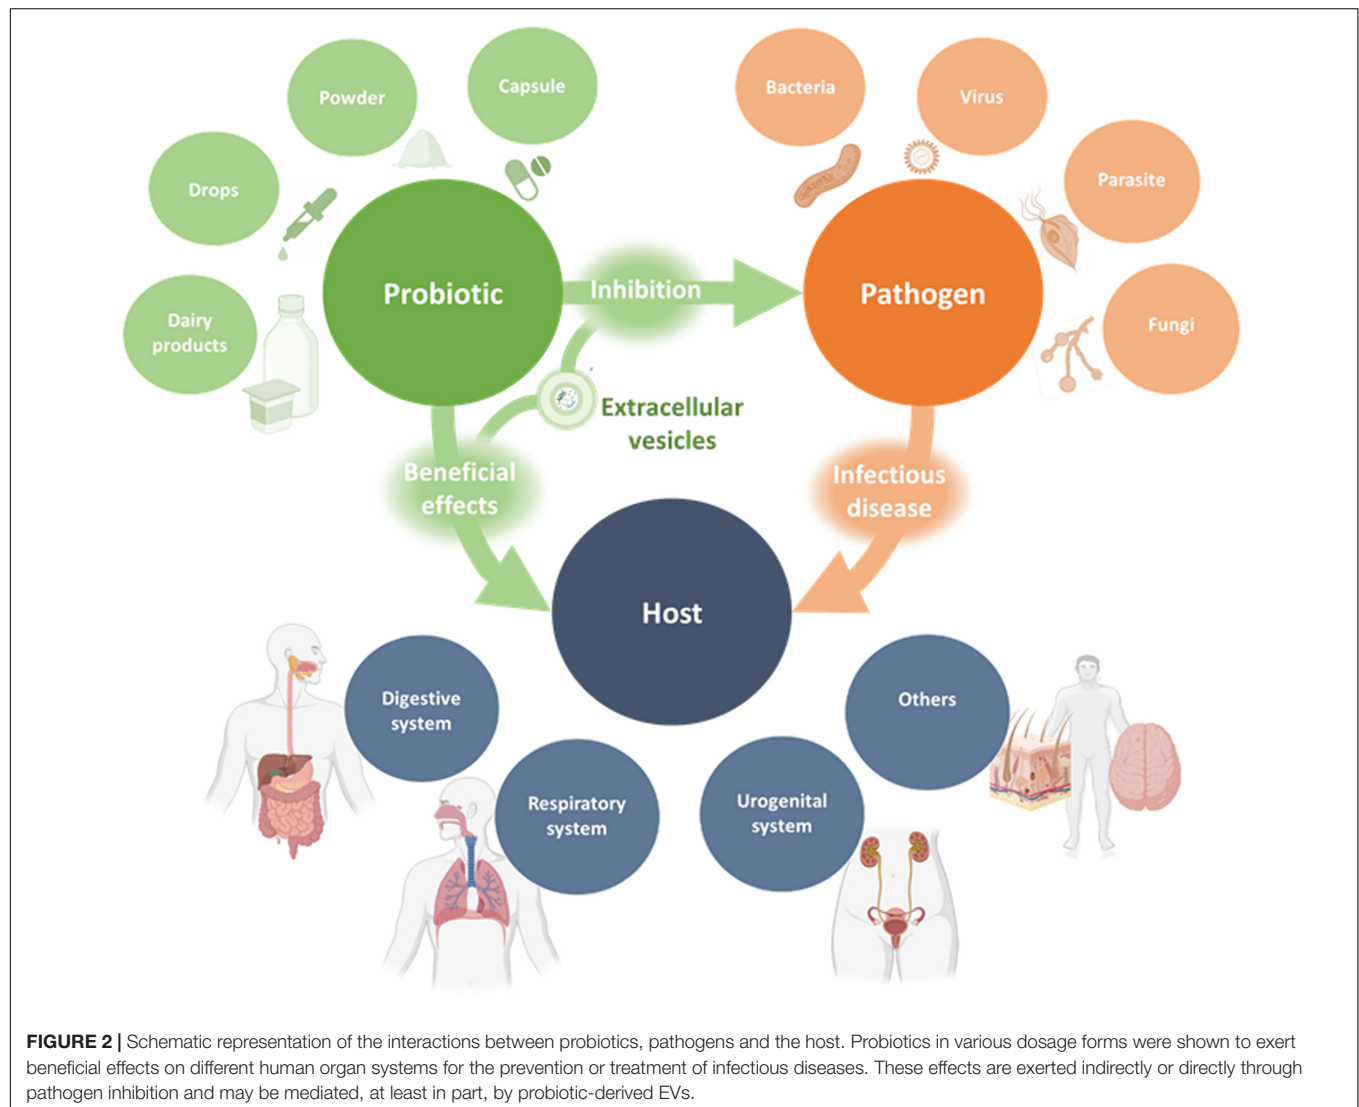 Powder
Capsule
Bacteria
Virus
Drops
Parasite
Dairy
products
Probiotic
Inhibition
Pathogen
Fungi
Extracellular
vesicles
Beneficial
effects
Infectious
disease
Host
Digestive
system
Respiratory
system
Urogenital
system
Others
FIGURE 2 | Schematic representation of the interactions between probiotics, pathogens and the host. Probiotics in various dosage forms were shown to exert
beneficial effects on different human organ systems for the prevention or treatment of infectious diseases. These effects are exerted indirectly or directly through
pathogen inhibition and may be mediated, at least in part, by probiotic-derived EVs.